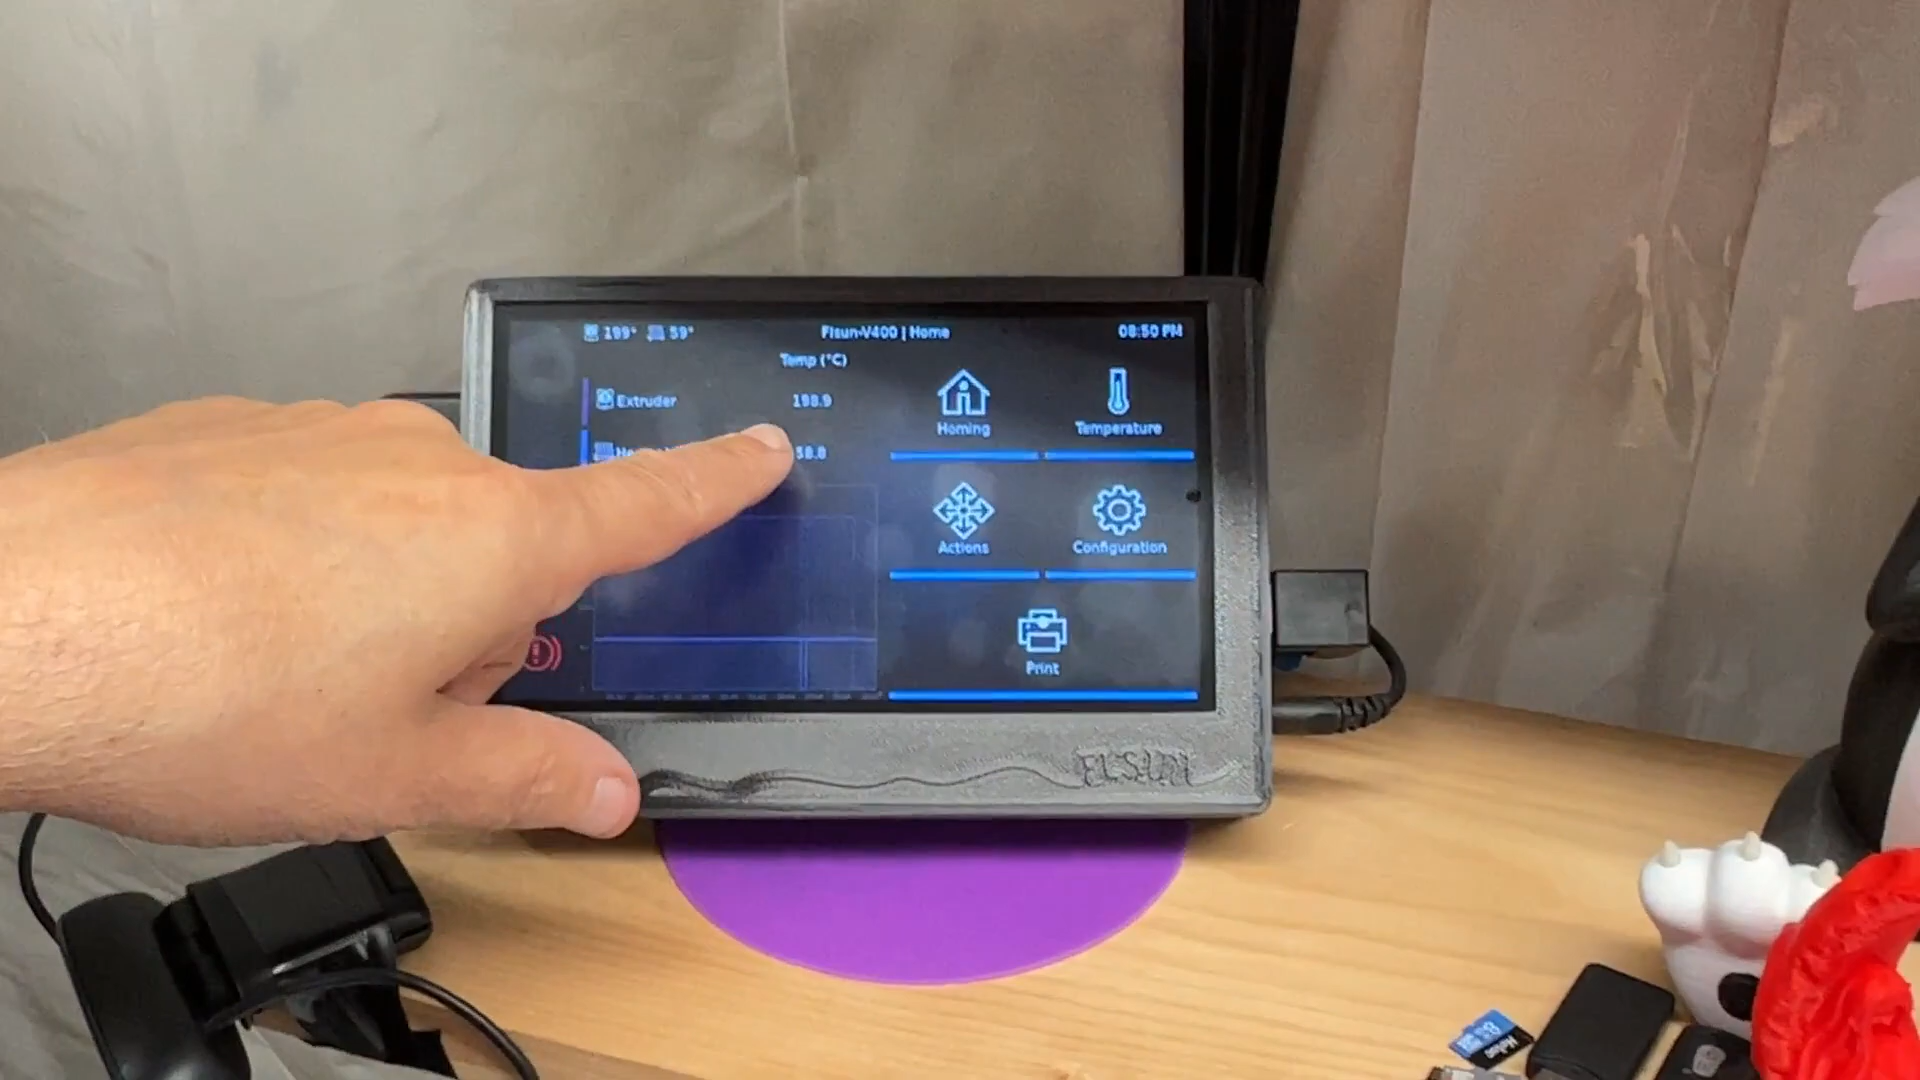 199° 59° Flsun-V400 | Home 08:50 PM
Temp (°C)
Extruder 198.9
58.8
Homing Temperature
Actions Configuration
Print
FLSUN